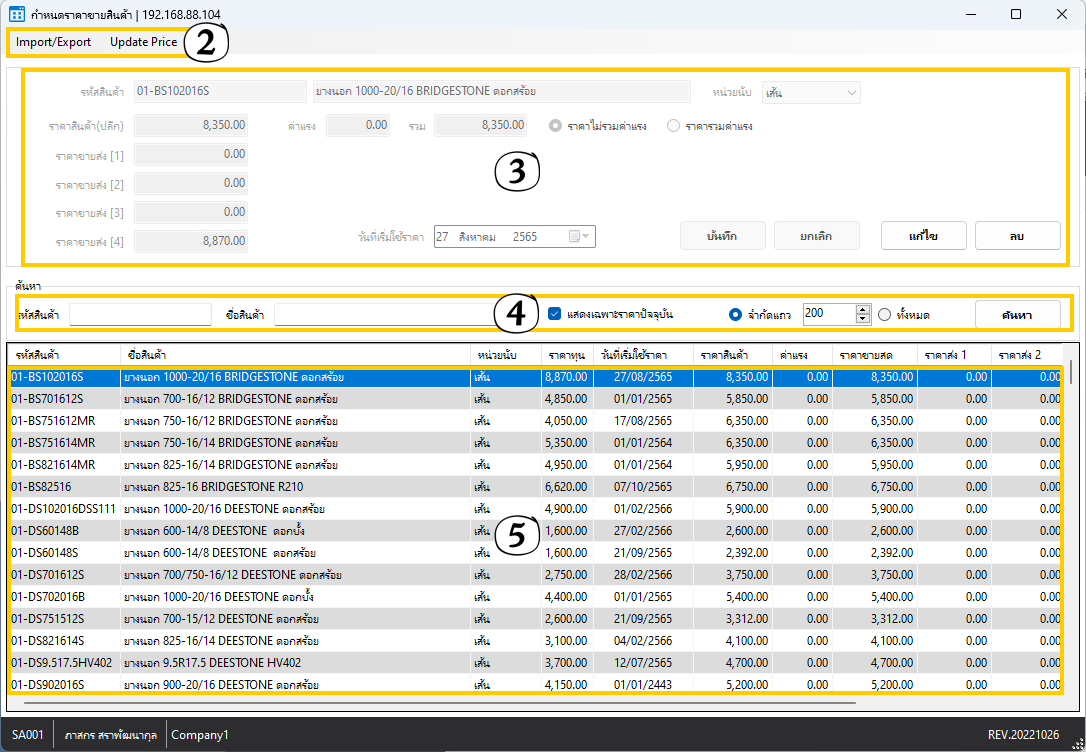 กำหนดราคาขายสินค้า | 192.168.88.104
Import/Export Update Price 2
รหัสสินค้า 01-BS102016S ยางนอก 1000-20/16 BRIDGESTONE ดอกสร้อย หน่วยนับ เส้น
ราคาสินค้า(ปลีก) 8,350.00 ค่าแรง 0.00 รวม 8,350.00 ราคาไม่รวมค่าแรง ราคารวมค่าแรง
ราคาขายส่ง [1] 0.00
3
ราคาขายส่ง [2] 0.00
ราคาขายส่ง [3] 0.00
ราคาขายส่ง [4] 8,870.00 วันที่เริ่มใช้ราคา 27 สิงหาคม 2565 บันทึก ยกเลิก แก้ไข ลบ
ค้นหา
รหัสสินค้า ชื่อสินค้า 4 แสดงเฉพาะราคาปัจจุบัน จำกัดแถว 200 ทั้งหมด ค้นหา
รหัสสินค้า ชื่อสินค้า หน่วยนับ ราคาทุน วันที่เริ่มใช้ราคา ราคาสินค้า ค่าแรง ราคาขายสด ราคาส่ง 1 ราคาส่ง 2
01-BS102016S ยางนอก 1000-20/16 BRIDGESTONE ดอกสร้อย เส้น 8,870.00 27/08/2565 8,350.00 0.00 8,350.00 0.00 0.00
01-BS701612S ยางนอก 700-16/12 BRIDGESTONE ดอกสร้อย เส้น 4,850.00 01/01/2565 5,850.00 0.00 5,850.00 0.00 0.00
01-BS751612MR ยางนอก 750-16/12 BRIDGESTONE ดอกสร้อย เส้น 4,050.00 17/08/2565 6,350.00 0.00 6,350.00 0.00 0.00
01-BS751614MR ยางนอก 750-16/14 BRIDGESTONE ดอกสร้อย เส้น 5,350.00 01/01/2564 6,350.00 0.00 6,350.00 0.00 0.00
01-BS821614MR ยางนอก 825-16/14 BRIDGESTONE ดอกสร้อย เส้น 4,950.00 01/01/2564 5,950.00 0.00 5,950.00 0.00 0.00
01-BS82516 ยางนอก 825-16 BRIDGESTONE R210 เส้น 6,620.00 07/10/2565 6,750.00 0.00 6,750.00 0.00 0.00
01-DS102016DSS111 ยางนอก 1000-20/16 DEESTONE ดอกสร้อย เส้น 4,900.00 01/02/2566 5,900.00 0.00 5,900.00 0.00 0.00
01-DS60148B ยางนอก 600-14/8 DEESTONE ดอกบั้ง เส้น 5 1,600.00 27/02/2566 2,600.00 0.00 2,600.00 0.00 0.00
01-DS60148S ยางนอก 600-14/8 DEESTONE ดอกสร้อย เส้น 1,600.00 21/09/2565 2,392.00 0.00 2,392.00 0.00 0.00
01-DS701612S ยางนอก 700/750-16/12 DEESTONE ดอกสร้อย เส้น 2,750.00 28/02/2566 3,750.00 0.00 3,750.00 0.00 0.00
01-DS702016B ยางนอก 1000-20/16 DEESTONE ดอกบั้ง เส้น 4,400.00 01/01/2565 5,400.00 0.00 5,400.00 0.00 0.00
01-DS751512S ยางนอก 700-15/12 DEESTONE ดอกสร้อย เส้น 2,600.00 21/09/2565 3,312.00 0.00 3,312.00 0.00 0.00
01-DS821614S ยางนอก 825-16/14 DEESTONE ดอกสร้อย เส้น 3,100.00 04/02/2566 4,100.00 0.00 4,100.00 0.00 0.00
01-DS9.517.5HV402 ยางนอก 9.5R17.5 DEESTONE HV402 เส้น 3,700.00 12/07/2565 4,700.00 0.00 4,700.00 0.00 0.00
01-DS902016S ยางนอก 900-20/16 DEESTONE ดอกสร้อย เส้น 4,150.00 01/01/2443 5,200.00 0.00 5,200.00 0.00 0.00
SA001 ภาสกร สราพัฒนากุล Company1 REV.20221026